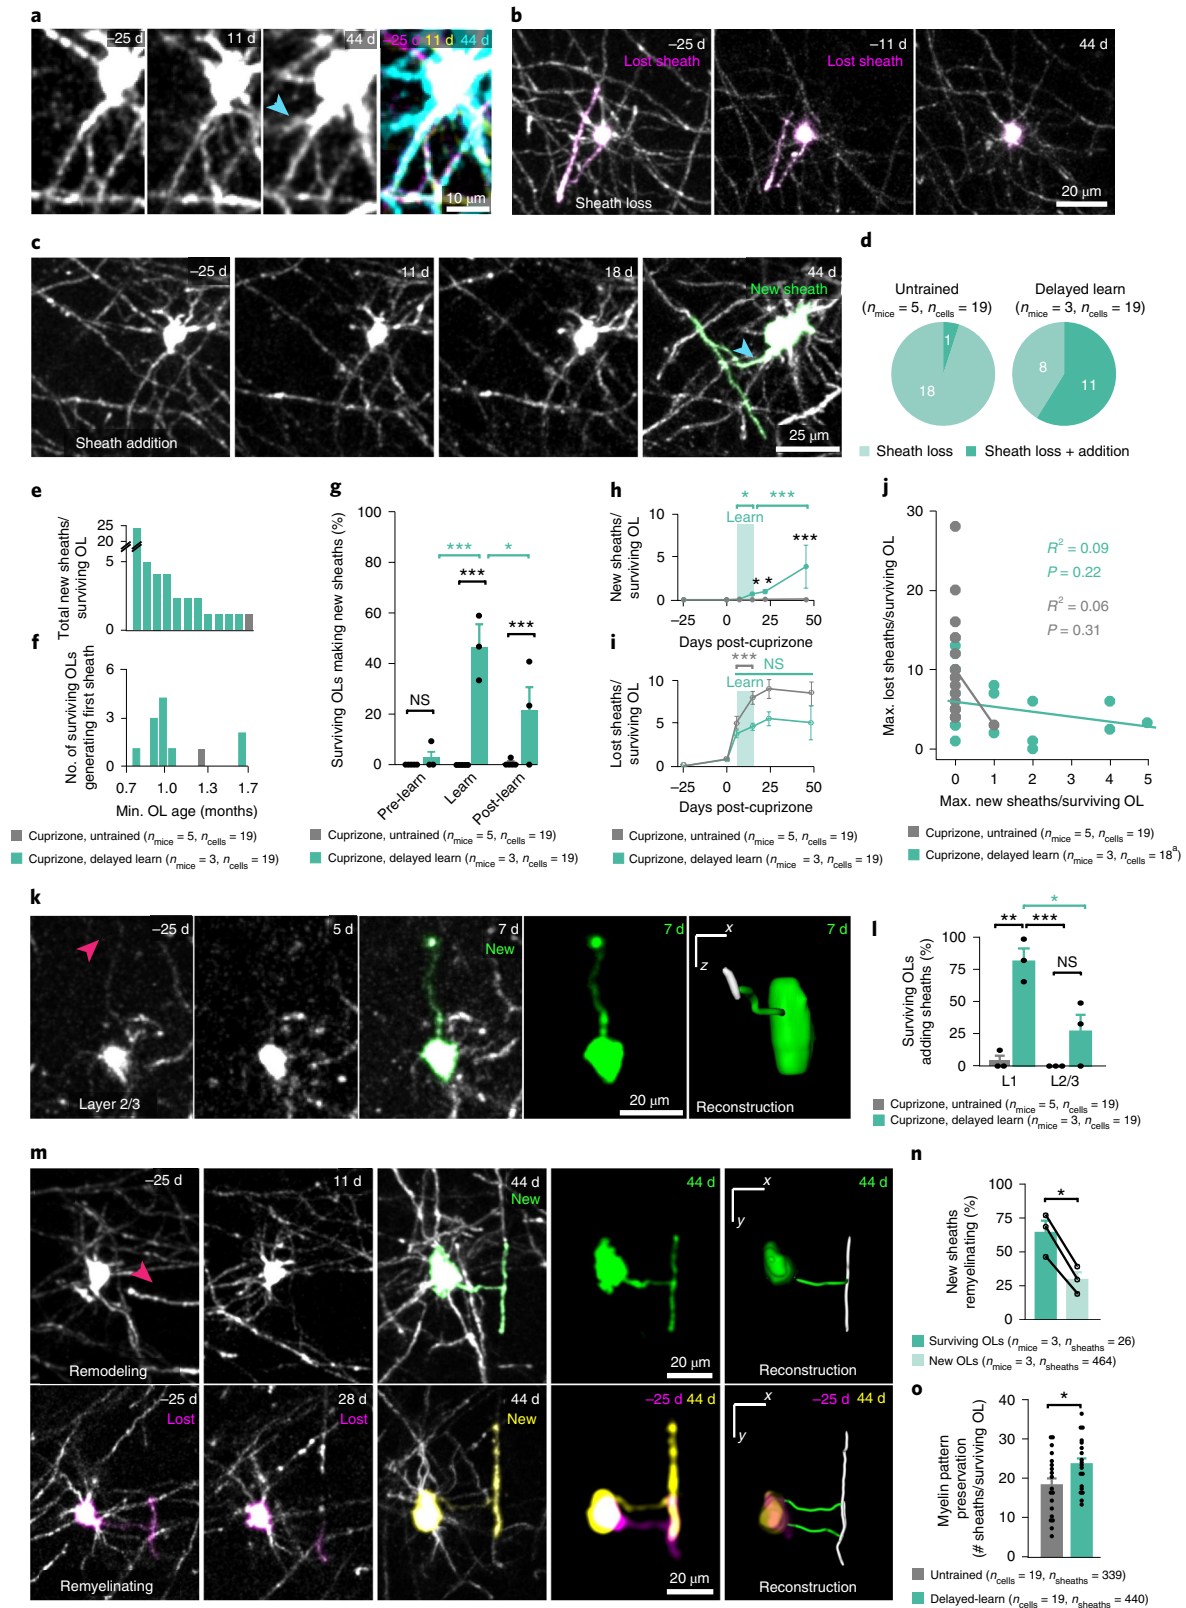 a
–25 d
11 d
44 d
–25 d 11 d 44 d
10 µm
b
–25 d
Lost sheath
–11 d
Lost sheath
44 d
Sheath loss
20 µm
c
–25 d
11 d
18 d
44 d
New sheath
Sheath addition
25 µm
d
Untrained
(nmice = 5, ncells = 19)
Delayed learn
(nmice = 3, ncells = 19)
1
18
8
11
Sheath loss
Sheath loss + addition
e
Total new sheaths/
surviving OL
25
20
5
0
f
No. of surviving OLs
generating first sheath
6
3
0
0.7 1.0 1.3 1.7
Min. OL age (months)
Cuprizone, untrained (nmice = 5, ncells = 19)
Cuprizone, delayed learn (nmice = 3, ncells = 19)
g
Surviving OLs making new sheaths (%)
100
80
60
40
20
0
NS
***
***
***
*
Pre-learn
Learn
Post-learn
Cuprizone, untrained (nmice = 5, ncells = 19)
Cuprizone, delayed learn (nmice = 3, ncells = 19)
h
New sheaths/
surviving OL
10
5
0
* ***
Learn
* *
***
–25 0 25 50
Days post-cuprizone
i
Lost sheaths/
surviving OL
10
5
0
*** NS
Learn
–25 0 25 50
Days post-cuprizone
Cuprizone, untrained (nmice = 5, ncells = 19)
Cuprizone, delayed learn (nmice = 3, ncells = 19)
j
Max. lost sheaths/surviving OL
30
20
10
0
R2 = 0.09
P = 0.22
R2 = 0.06
P = 0.31
0 1 2 3 4 5
Max. new sheaths/surviving OL
Cuprizone, untrained (nmice = 5, ncells = 19)
Cuprizone, delayed learn (nmice = 3, ncells = 18a)
k
–25 d
5 d
7 d
New
7 d
7 d
x
z
Layer 2/3
20 µm
Reconstruction
l
Surviving OLs
adding sheaths (%)
100
75
50
25
0
*
** ***
NS
L1 L2/3
Cuprizone, untrained (nmice = 5, ncells = 19)
Cuprizone, delayed learn (nmice = 3, ncells = 19)
m
–25 d
11 d
44 d
New
44 d
44 d
x
y
Remodeling
20 µm
Reconstruction
–25 d
Lost
28 d
Lost
44 d
New
–25 d 44 d
–25 d 44 d
x
y
Remyelinating
20 µm
Reconstruction
n
New sheaths
remyelinating (%)
100
75
50
25
0
*
Surviving OLs (nmice = 3, nsheaths = 26)
New OLs (nmice = 3, nsheaths = 464)
o
Myelin pattern
preservation
(# sheaths/surviving OL)
40
30
20
10
0
*
Untrained (ncells = 19, nsheaths = 339)
Delayed-learn (ncells = 19, nsheaths = 440)